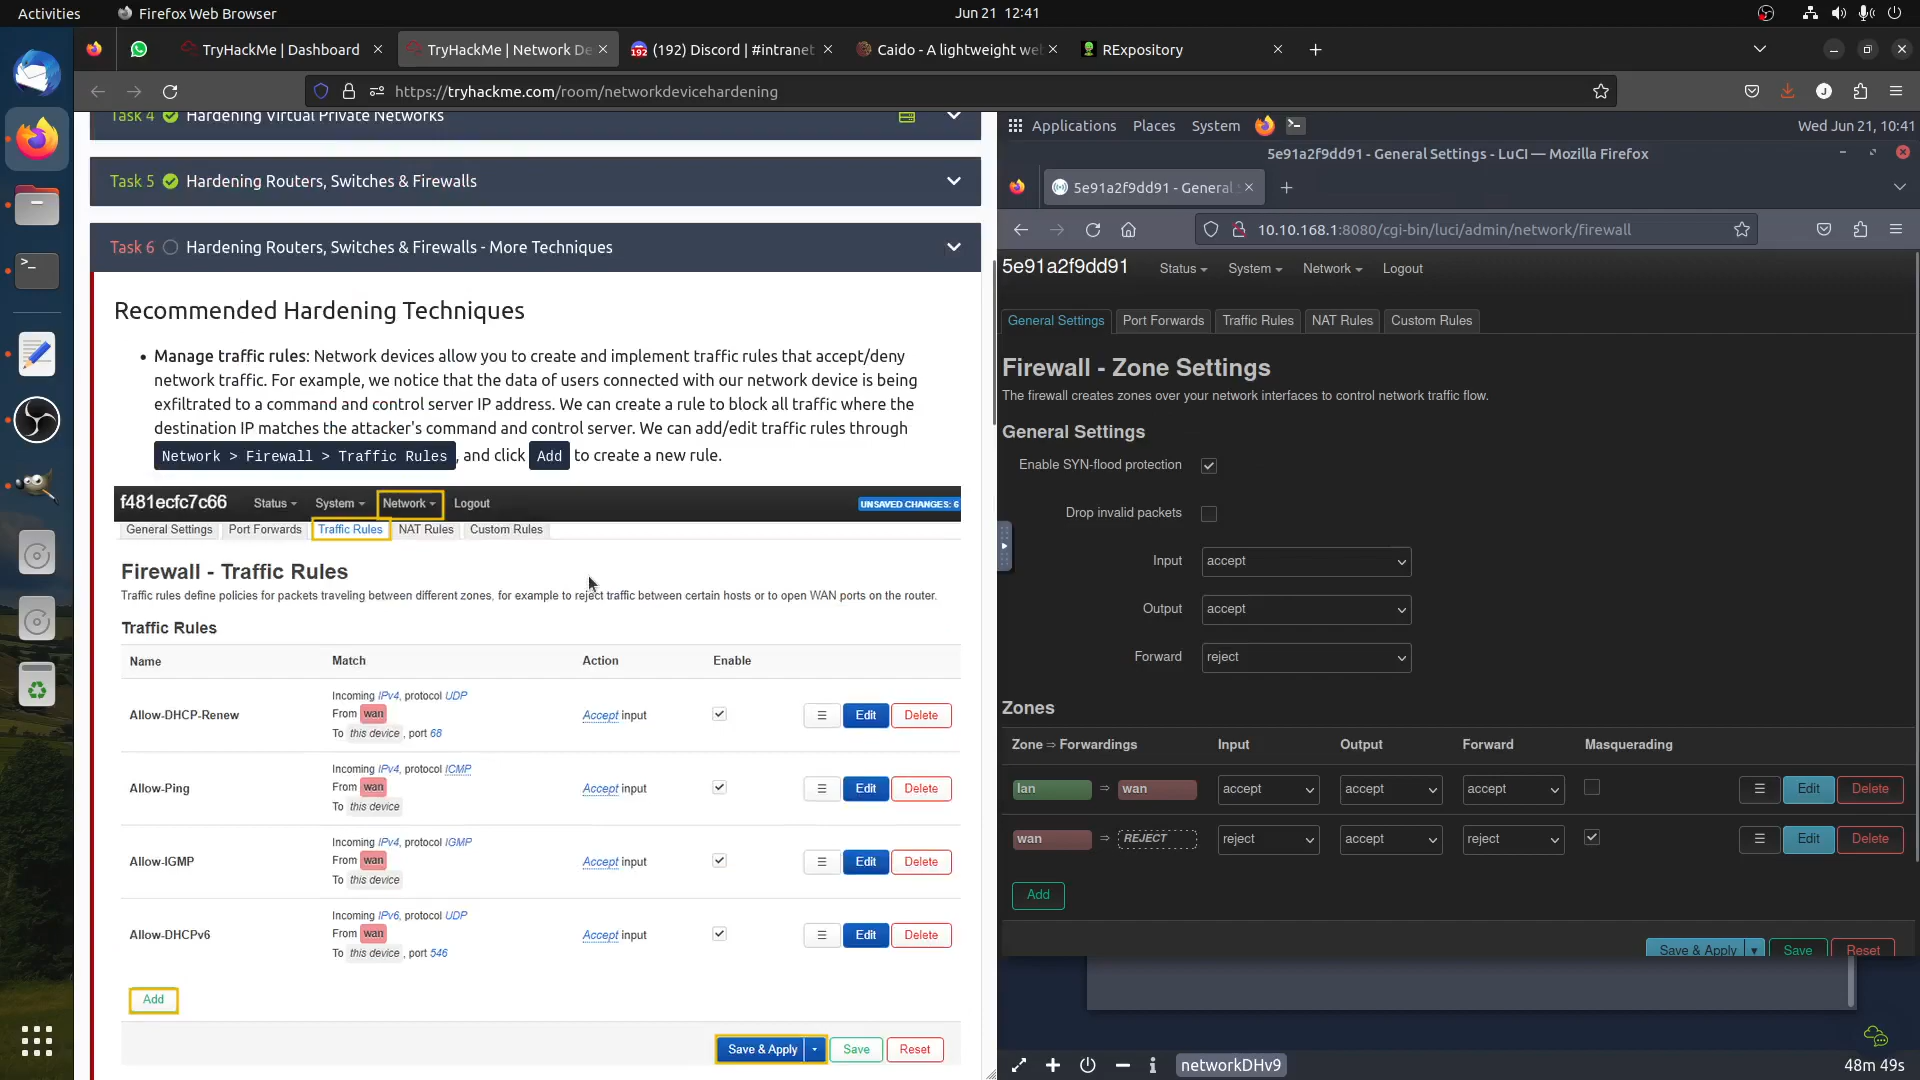 Activities
Firefox Web Browser
Jun 21 12:41
TryHackMe | Dashboard
TryHackMe | Network De
(192) Discord | #intranet
Caido - A lightweight we
RExpository
https://tryhackme.com/room/networkdevicehardening
Task 4 Hardening Virtual Private Networks
Task 5 Hardening Routers, Switches & Firewalls
Task 6 Hardening Routers, Switches & Firewalls - More Techniques
Recommended Hardening Techniques
• Manage traffic rules: Network devices allow you to create and implement traffic rules that accept/deny
network traffic. For example, we notice that the data of users connected with our network device is being
exfiltrated to a command and control server IP address. We can create a rule to block all traffic where the
destination IP matches the attacker's command and control server. We can add/edit traffic rules through
Network > Firewall > Traffic Rules , and click Add to create a new rule.
f481ecfc7c66 Status System Network Logout UNSAVED CHANGES: 6
General Settings Port Forwards Traffic Rules NAT Rules Custom Rules
Firewall - Traffic Rules
Traffic rules define policies for packets traveling between different zones, for example to reject traffic between certain hosts or to open WAN ports on the router.
Traffic Rules
Name Match Action Enable
Incoming IPv4, protocol UDP
From wan
To this device , port 68
Allow-DHCP-Renew Accept input Edit Delete
Incoming IPv4, protocol ICMP
From wan
To this device
Allow-Ping Accept input Edit Delete
Incoming IPv4, protocol IGMP
From wan
To this device
Allow-IGMP Accept input Edit Delete
Incoming IPv6, protocol UDP
From wan
To this device , port 546
Allow-DHCPv6 Accept input Edit Delete
Add
Save & Apply Save Reset
Applications Places System
Wed Jun 21, 10:41
5e91a2f9dd91 - General Settings - LuCI — Mozilla Firefox
5e91a2f9dd91 - General
10.10.168.1:8080/cgi-bin/luci/admin/network/firewall
5e91a2f9dd91 Status System Network Logout
General Settings Port Forwards Traffic Rules NAT Rules Custom Rules
Firewall - Zone Settings
The firewall creates zones over your network interfaces to control network traffic flow.
General Settings
Enable SYN-flood protection
Drop invalid packets
Input accept
Output accept
Forward reject
Zones
Zone ⇒ Forwardings Input Output Forward Masquerading
lan ⇒ wan accept accept accept Edit Delete
wan ⇒ REJECT reject accept reject Edit Delete
Add
Save & Apply Save Reset
networkDHv9
48m 49s